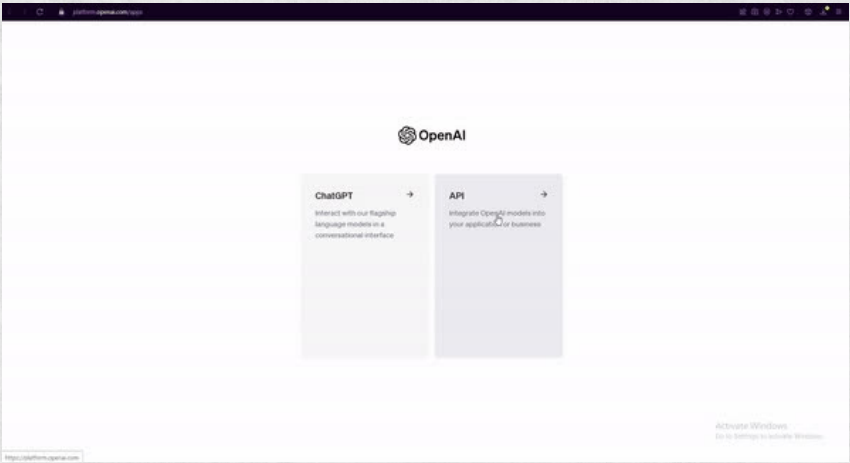 platform.openai.com/apps
OpenAI
ChatGPT
Interact with our flagship
language models in a
conversational interface
API
Integrate OpenAI models into
your application or business
Activate Windows
Go to Settings to activate Windows.
https://platform.openai.com